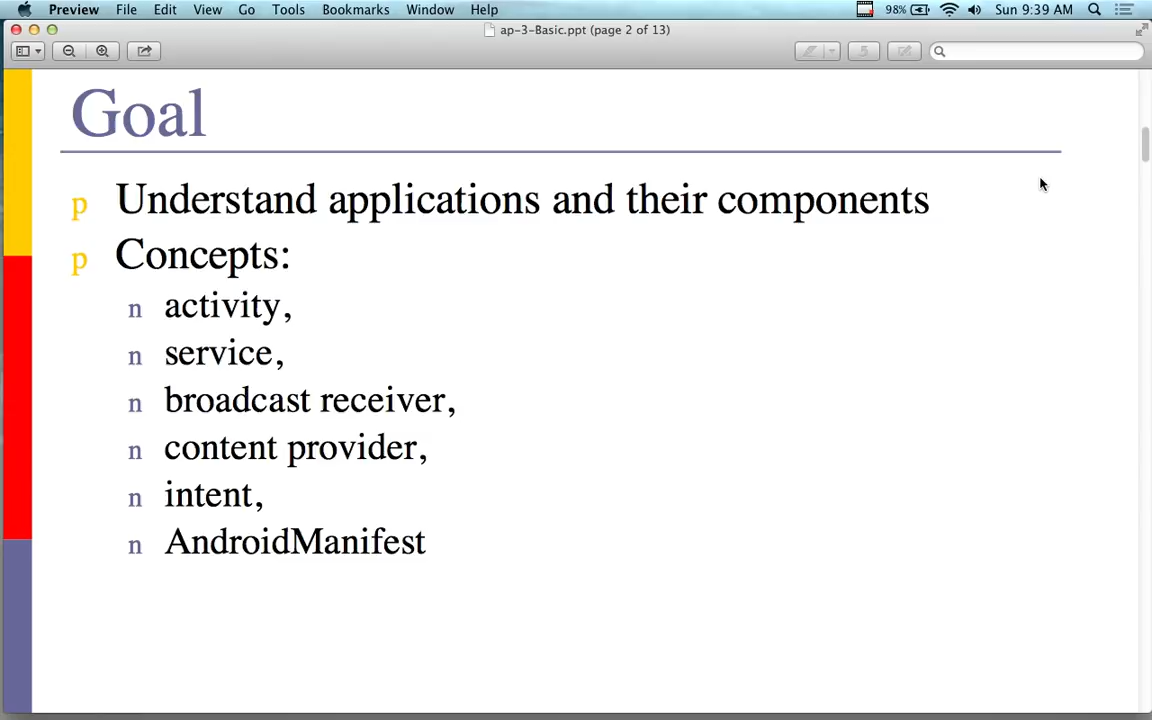 Preview File Edit View Go Tools Bookmarks Window Help 98% Sun 9:39 AM
ap-3-Basic.ppt (page 2 of 13)
5
Goal
p Understand applications and their components
p Concepts:
n activity,
n service,
n broadcast receiver,
n content provider,
n intent,
n AndroidManifest